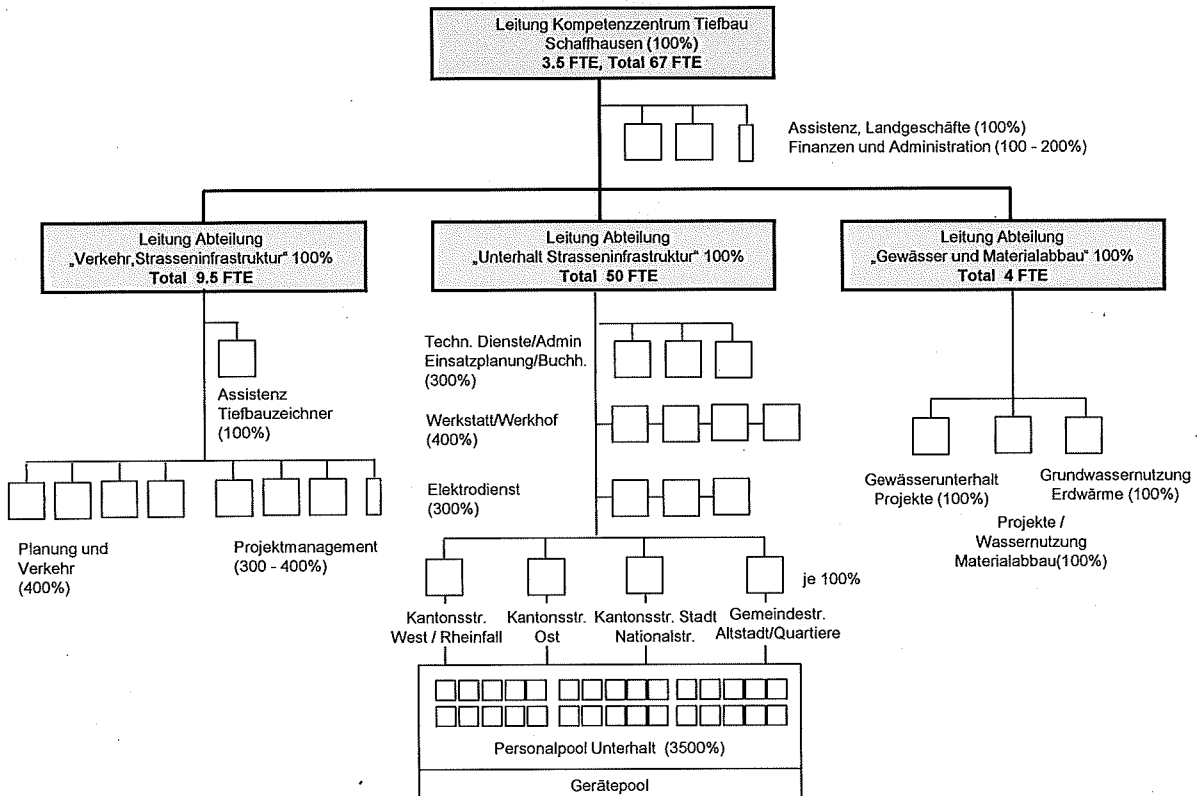 Leitung Kompetenzzentrum Tiefbau
Schaffhausen (100%)
3.5 FTE, Total 67 FTE
Assistenz, Landgeschäfte (100%)
Finanzen und Administration (100 - 200%)
Leitung Abteilung
„Verkehr,Strasseninfrastruktur" 100%
Total 9.5 FTE
Leitung Abteilung
„Unterhalt Strasseninfrastruktur" 100%
Total 50 FTE
Leitung Abteilung
„Gewässer und Materialabbau" 100%
Total 4 FTE
Assistenz
Tiefbauzeichner
(100%)
Planung und
Verkehr
(400%)
Projektmanagement
(300 - 400%)
Techn. Dienste/Admin
Einsatzplanung/Buchh.
(300%)
Werkstatt/Werkhof
(400%)
Elektrodienst
(300%)
je 100%
Kantonsstr.
West / Rheinfall
Kantonsstr.
Ost
Kantonsstr. Stadt
Nationalstr.
Gemeindestr.
Altstadt/Quartiere
Personalpool Unterhalt (3500%)
Gerätepool
Gewässerunterhalt
Projekte (100%)
Projekte /
Wassernutzung
Materialabbau(100%)
Grundwassernutzung
Erdwärme (100%)